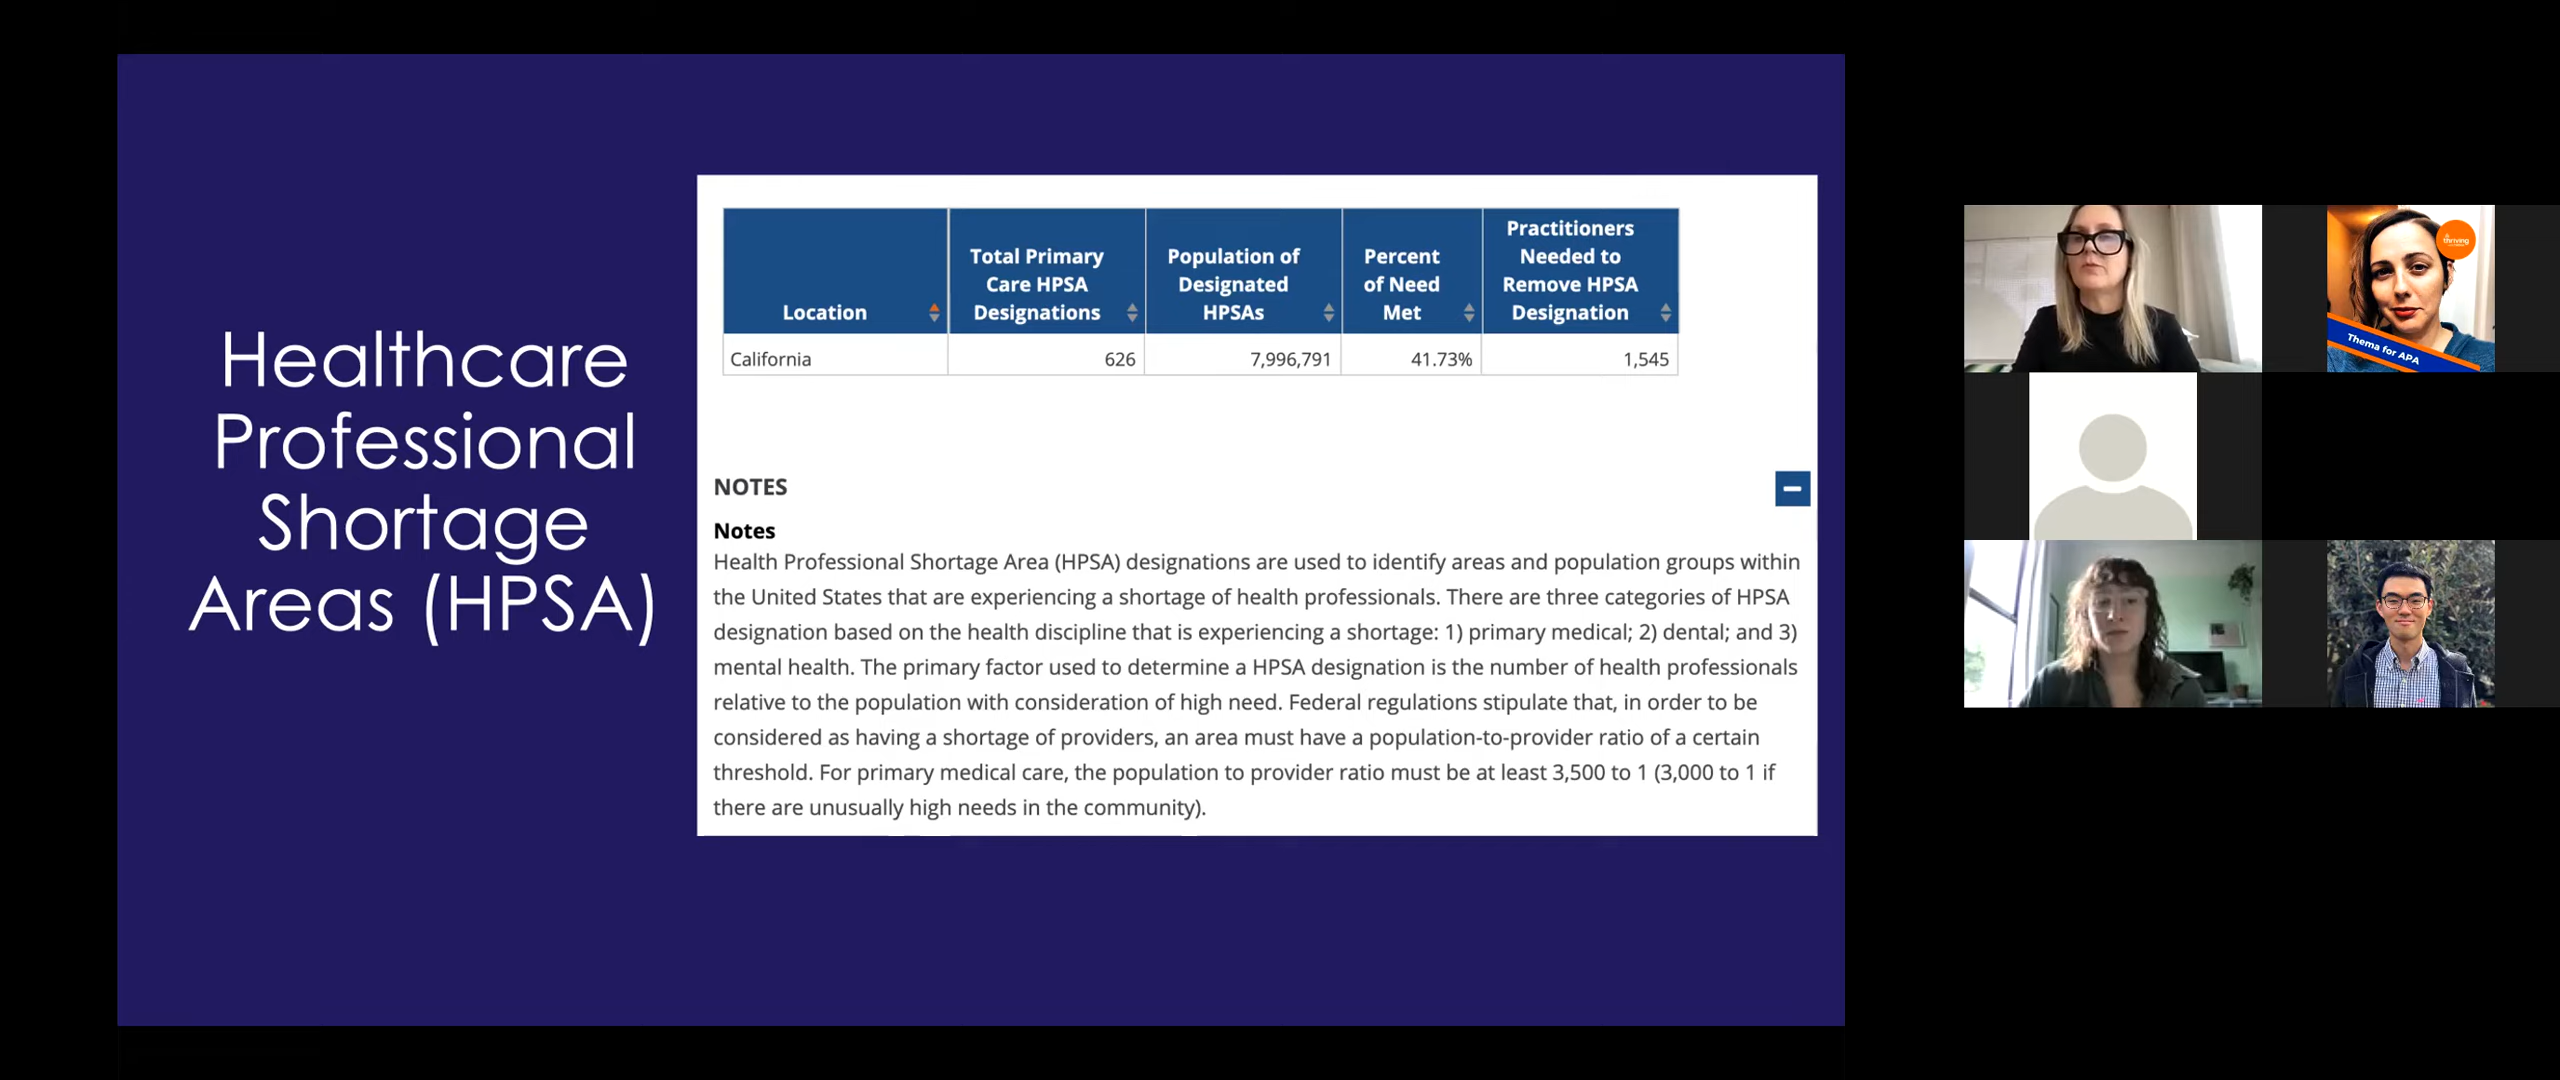 Healthcare
Professional
Shortage
Areas (HPSA)
Location
Total Primary
Care HPSA
Designations
Population of
Designated
HPSAs
Percent
of Need
Met
Practitioners
Needed to
Remove HPSA
Designation
California 626 7,996,791 41.73% 1,545
NOTES
Notes
Health Professional Shortage Area (HPSA) designations are used to identify areas and population groups within
the United States that are experiencing a shortage of health professionals. There are three categories of HPSA
designation based on the health discipline that is experiencing a shortage: 1) primary medical; 2) dental; and 3)
mental health. The primary factor used to determine a HPSA designation is the number of health professionals
relative to the population with consideration of high need. Federal regulations stipulate that, in order to be
considered as having a shortage of providers, an area must have a population-to-provider ratio of a certain
threshold. For primary medical care, the population to provider ratio must be at least 3,500 to 1 (3,000 to 1 if
there are unusually high needs in the community).
thriving
Thema for APA